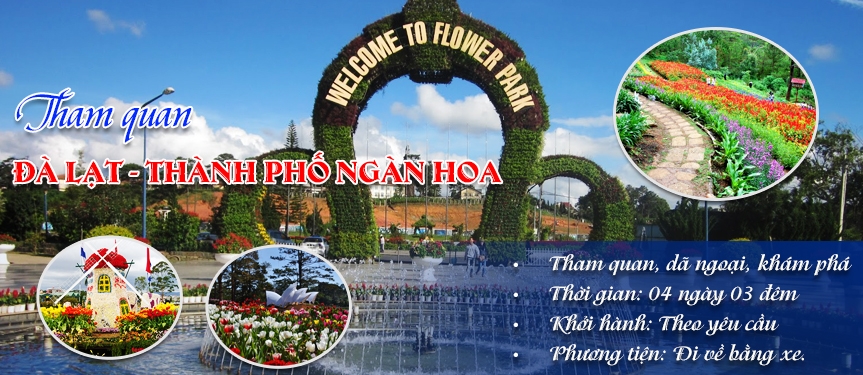 WELCOME TO FLOWER PARK
Tham quan
ĐÀ LẠT - THÀNH PHỐ NGÀN HOA
• Tham quan, dã ngoại, khám phá
• Thời gian: 04 ngày 03 đêm
• Khởi hành: Theo yêu cầu
• Phương tiện: Đi về bằng xe.